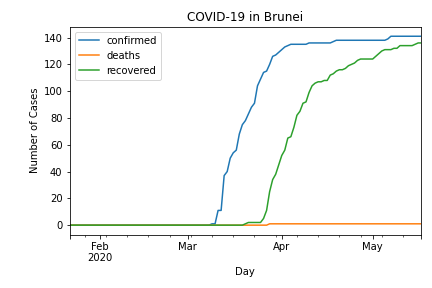 COVID-19 in Brunei
confirmed
deaths
recovered
Number of Cases
140
120
100
80
60
40
20
0
Feb
2020
Mar
Apr
May
Day